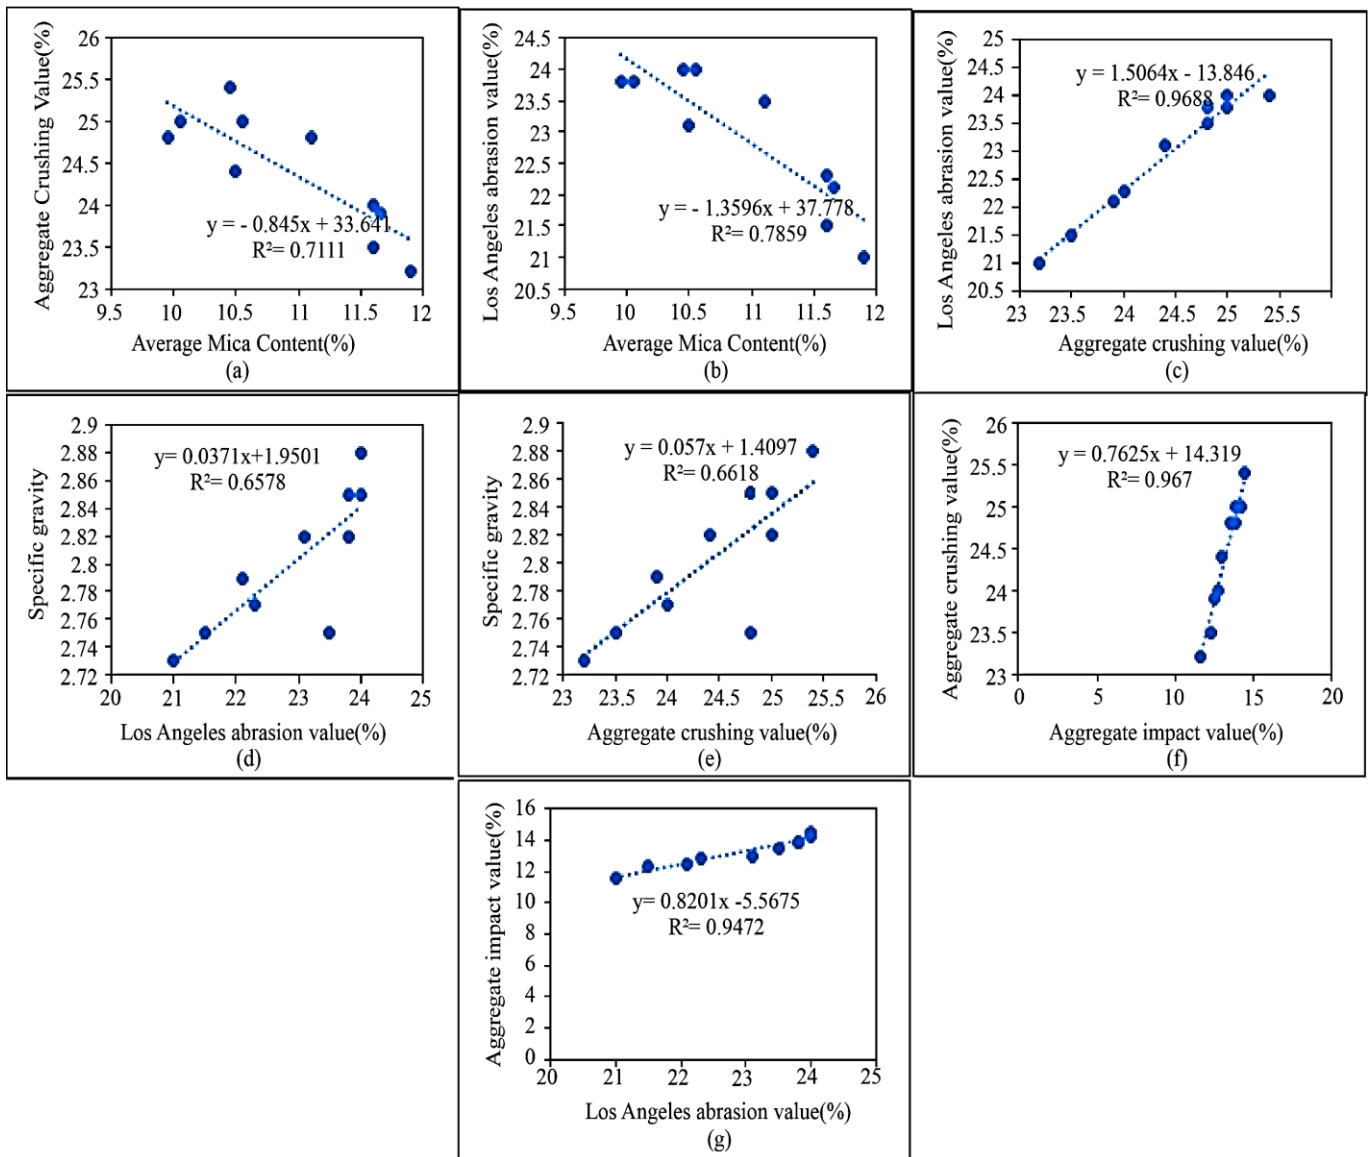 Aggregate Crushing Value(%)
26
25.5
25
24.5
24
23.5
23
y = - 0.845x + 33.641
R²= 0.7111
9.5 10 10.5 11 11.5 12
Average Mica Content(%)
(a)
Los Angeles abrasion value(%)
24.5
24
23.5
23
22.5
22
21.5
21
20.5
y = - 1.3596x + 37.778
R²= 0.7859
9.5 10 10.5 11 11.5 12
Average Mica Content(%)
(b)
Los Angeles abrasion value(%)
25
24.5
24
23.5
23
22.5
22
21.5
21
20.5
y = 1.5064x - 13.846
R²= 0.9688
23 23.5 24 24.5 25 25.5
Aggregate crushing value(%)
(c)
Specific gravity
2.9
2.88
2.86
2.84
2.82
2.8
2.78
2.76
2.74
2.72
y= 0.0371x+1.9501
R²= 0.6578
20 21 22 23 24 25
Los Angeles abrasion value(%)
(d)
Specific gravity
2.9
2.88
2.86
2.84
2.82
2.8
2.78
2.76
2.74
2.72
y = 0.057x + 1.4097
R²= 0.6618
23 23.5 24 24.5 25 25.5 26
Aggregate crushing value(%)
(e)
Aggregate crushing value(%)
26
25.5
25
24.5
24
23.5
23
y = 0.7625x + 14.319
R²= 0.967
0 5 10 15 20
Aggregate impact value(%)
(f)
Aggregate impact value(%)
16
14
12
10
8
6
4
2
0
y= 0.8201x -5.5675
R²= 0.9472
20 21 22 23 24 25
Los Angeles abrasion value(%)
(g)